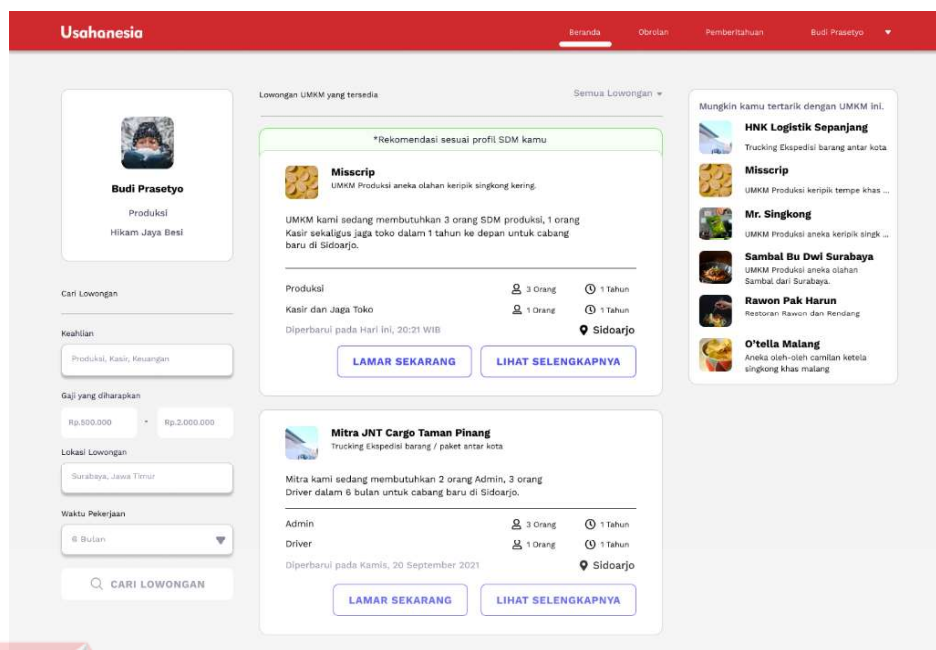 Usahanesia
Beranda
Obrolan
Pemberitahuan
Budi Prasetyo
Budi Prasetyo
Produksi
Hikam Jaya Besi
Cari Lowongan
Keahlian
Produksi, Kasir, Keuangan
Gaji yang diharapkan
Rp.500.000 - Rp.2.000.000
Lokasi Lowongan
Surabaya, Jawa Timur
Waktu Pekerjaan
6 Bulan
CARI LOWONGAN
Lowongan UMKM yang tersedia
Semua Lowongan
*Rekomendasi sesuai profil SDM kamu
Misscrip
UMKM Produksi aneka olahan keripik singkong kering.
UMKM kami sedang membutuhkan 3 orang SDM produksi, 1 orang
Kasir sekaligus jaga toko dalam 1 tahun ke depan untuk cabang
baru di Sidoarjo.
Produksi 3 Orang 1 Tahun
Kasir dan Jaga Toko 1 Orang 1 Tahun
Diperbarui pada Hari ini, 20:21 WIB Sidoarjo
LAMAR SEKARANG LIHAT SELENGKAPNYA
Mitra JNT Cargo Taman Pinang
Trucking Ekspedisi barang / paket antar kota
Mitra kami sedang membutuhkan 2 orang Admin, 3 orang
Driver dalam 6 bulan untuk cabang baru di Sidoarjo.
Admin 3 Orang 1 Tahun
Driver 1 Orang 1 Tahun
Diperbarui pada Kamis, 20 September 2021 Sidoarjo
LAMAR SEKARANG LIHAT SELENGKAPNYA
Mungkin kamu tertarik dengan UMKM ini.
HNK Logistik Sepanjang
Trucking Ekspedisi barang antar kota
Misscrip
UMKM Produksi keripik tempe khas ...
Mr. Singkong
UMKM Produksi aneka keripik singk ...
Sambal Bu Dwi Surabaya
UMKM Produksi aneka olahan
Sambal dari Surabaya.
Rawon Pak Harun
Restoran Rawon dan Rendang
O'tella Malang
Aneka oleh-oleh camilan ketela
singkong khas malang